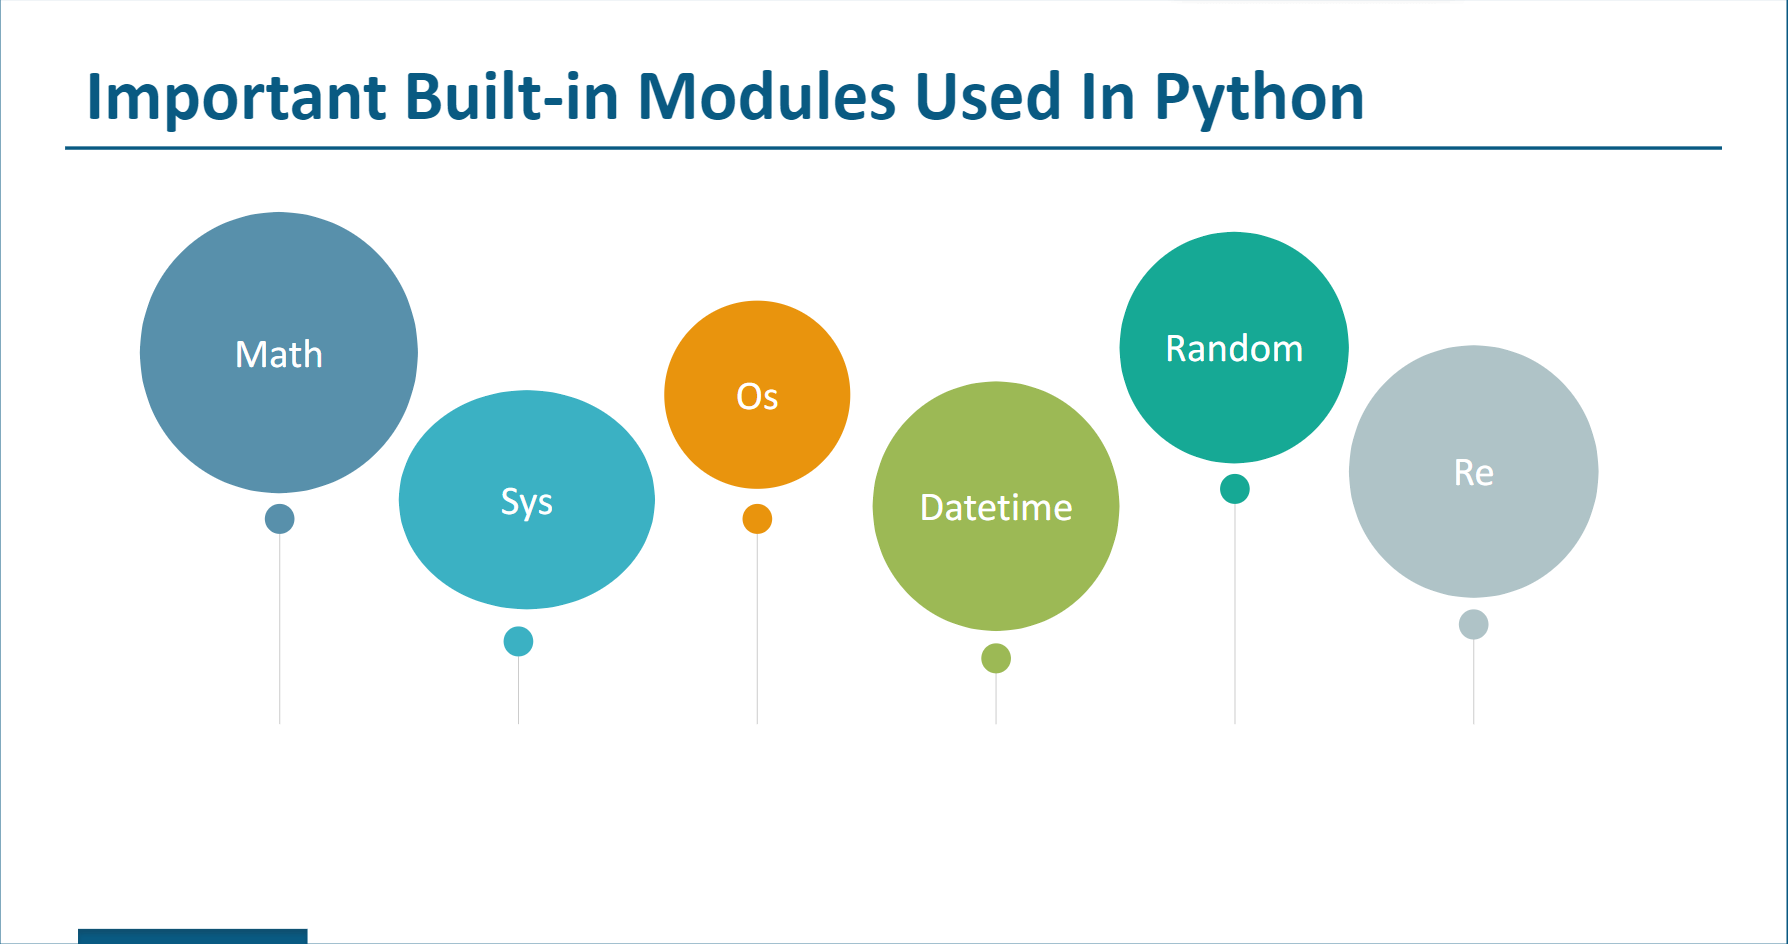 Important Built-in Modules Used In Python
Math
Sys
Os
Datetime
Random
Re